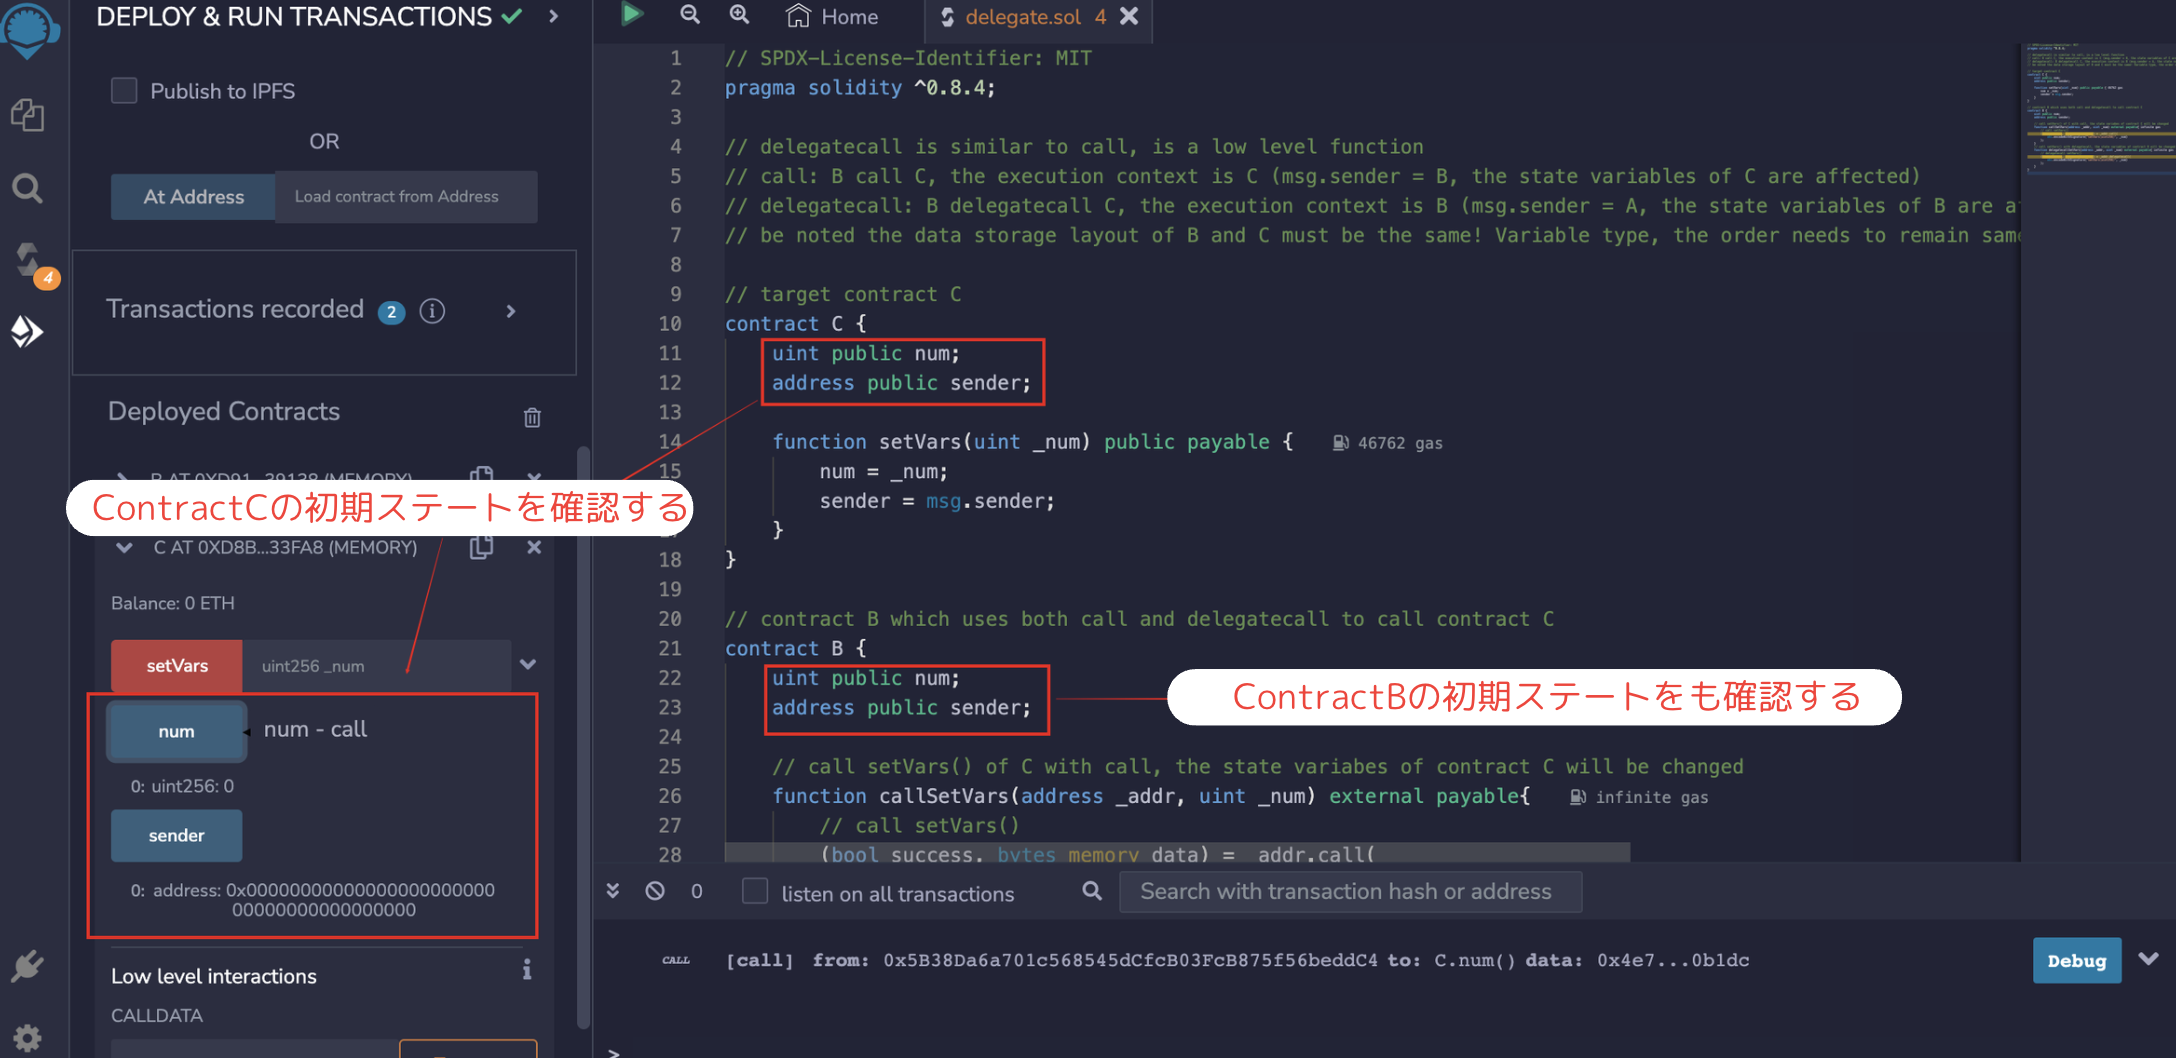 DEPLOY & RUN TRANSACTIONS
Publish to IPFS
OR
At Address
Load contract from Address
4
Transactions recorded 2
Deployed Contracts
B AT 0XD91...39138 (MEMORY)
ContractCの初期ステートを確認する
C AT 0XD8B...33FA8 (MEMORY)
Balance: 0 ETH
setVars
uint256 _num
num
num - call
0: uint256: 0
sender
0: address: 0x00000000000000000000000
00000000000000000
Low level interactions
CALLDATA
Home
delegate.sol 4
1 // SPDX-License-Identifier: MIT
2 pragma solidity ^0.8.4;
3
4 // delegatecall is similar to call, is a low level function
5 // call: B call C, the execution context is C (msg.sender = B, the state variables of C are affected)
6 // delegatecall: B delegatecall C, the execution context is B (msg.sender = A, the state variables of B are
7 // be noted the data storage layout of B and C must be the same! Variable type, the order needs to remain
8
9 // target contract C
10 contract C {
11 uint public num;
12 address public sender;
13
14 function setVars(uint _num) public payable { 46762 gas
15 num = _num;
sender = msg.sender;
}
18 }
19
20 // contract B which uses both call and delegatecall to call contract C
21 contract B {
22 uint public num;
23 address public sender;
ContractBの初期ステートをも確認する
24
25 // call setVars() of C with call, the state variabes of contract C will be changed
26 function callSetVars(address _addr, uint _num) external payable{ infinite gas
27 // call setVars()
28 (bool success, bytes memory data) = _addr.call(
0
listen on all transactions
Search with transaction hash or address
CALL [call] from: 0x5B38Da6a701c568545dCfcB03FcB875f56beddC4 to: C.num() data: 0x4e7...0b1dc
Debug
>